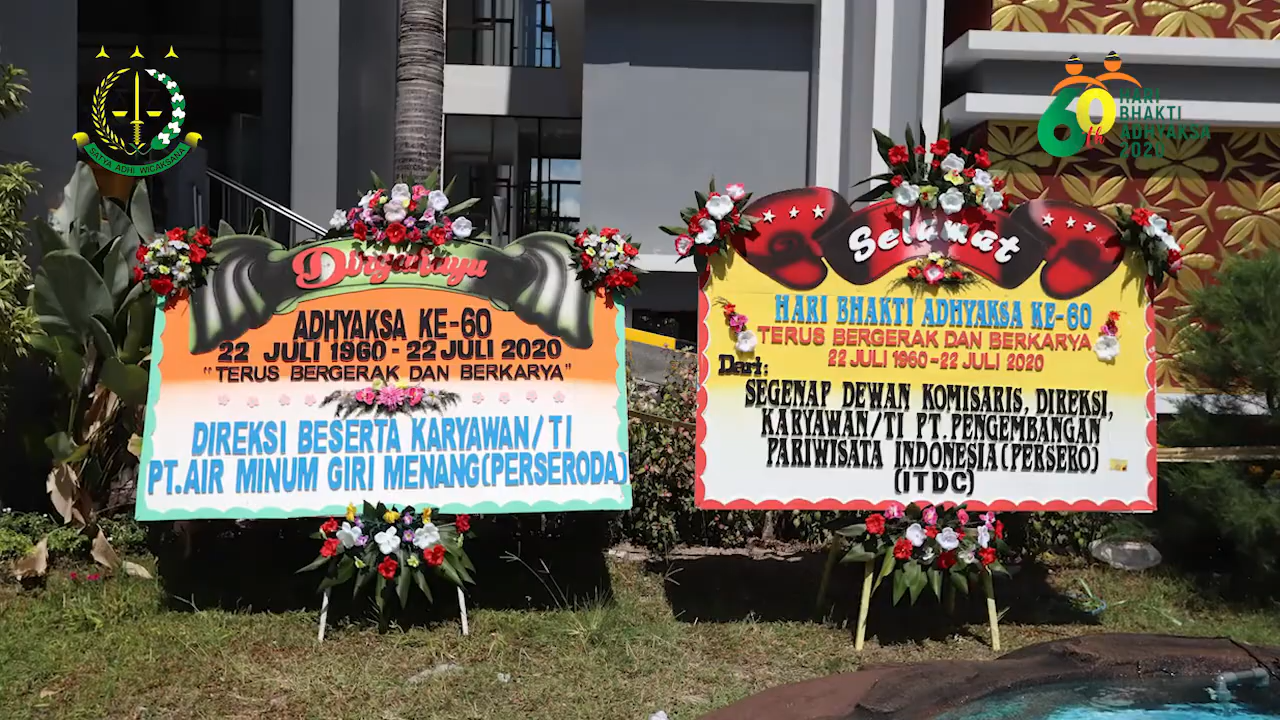 SATYA ADHI WICAKSANA
60th
HARI
BHAKTI
ADHYAKSA
2020
Dirgahayu
ADHYAKSA KE-60
22 JULI 1960 - 22 JULI 2020
"TERUS BERGERAK DAN BERKARYA"
DIREKSI BESERTA KARYAWAN/TI
PT.AIR MINUM GIRI MENANG(PERSERODA)
Selamat
HARI BHAKTI ADHYAKSA KE-60
TERUS BERGERAK DAN BERKARYA
22 JULI 1960-22 JULI 2020
Dari:
SEGENAP DEWAN KOMISARIS, DIREKSI,
KARYAWAN/TI PT.PENGEMBANGAN
PARIWISATA INDONESIA(PERSERO)
(ITDC)